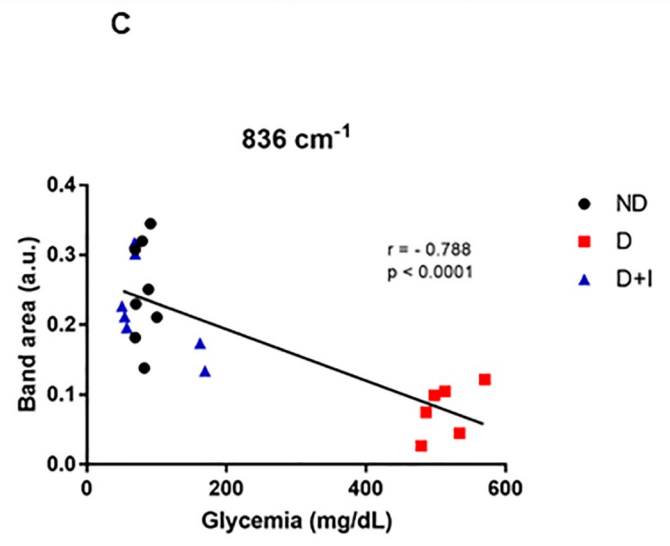 C
836 cm-1
0.4
0.3
0.2
0.1
0.0
Band area (a.u.)
r = - 0.788
p < 0.0001
0
200
400
600
Glycemia (mg/dL)
ND
D
D+I